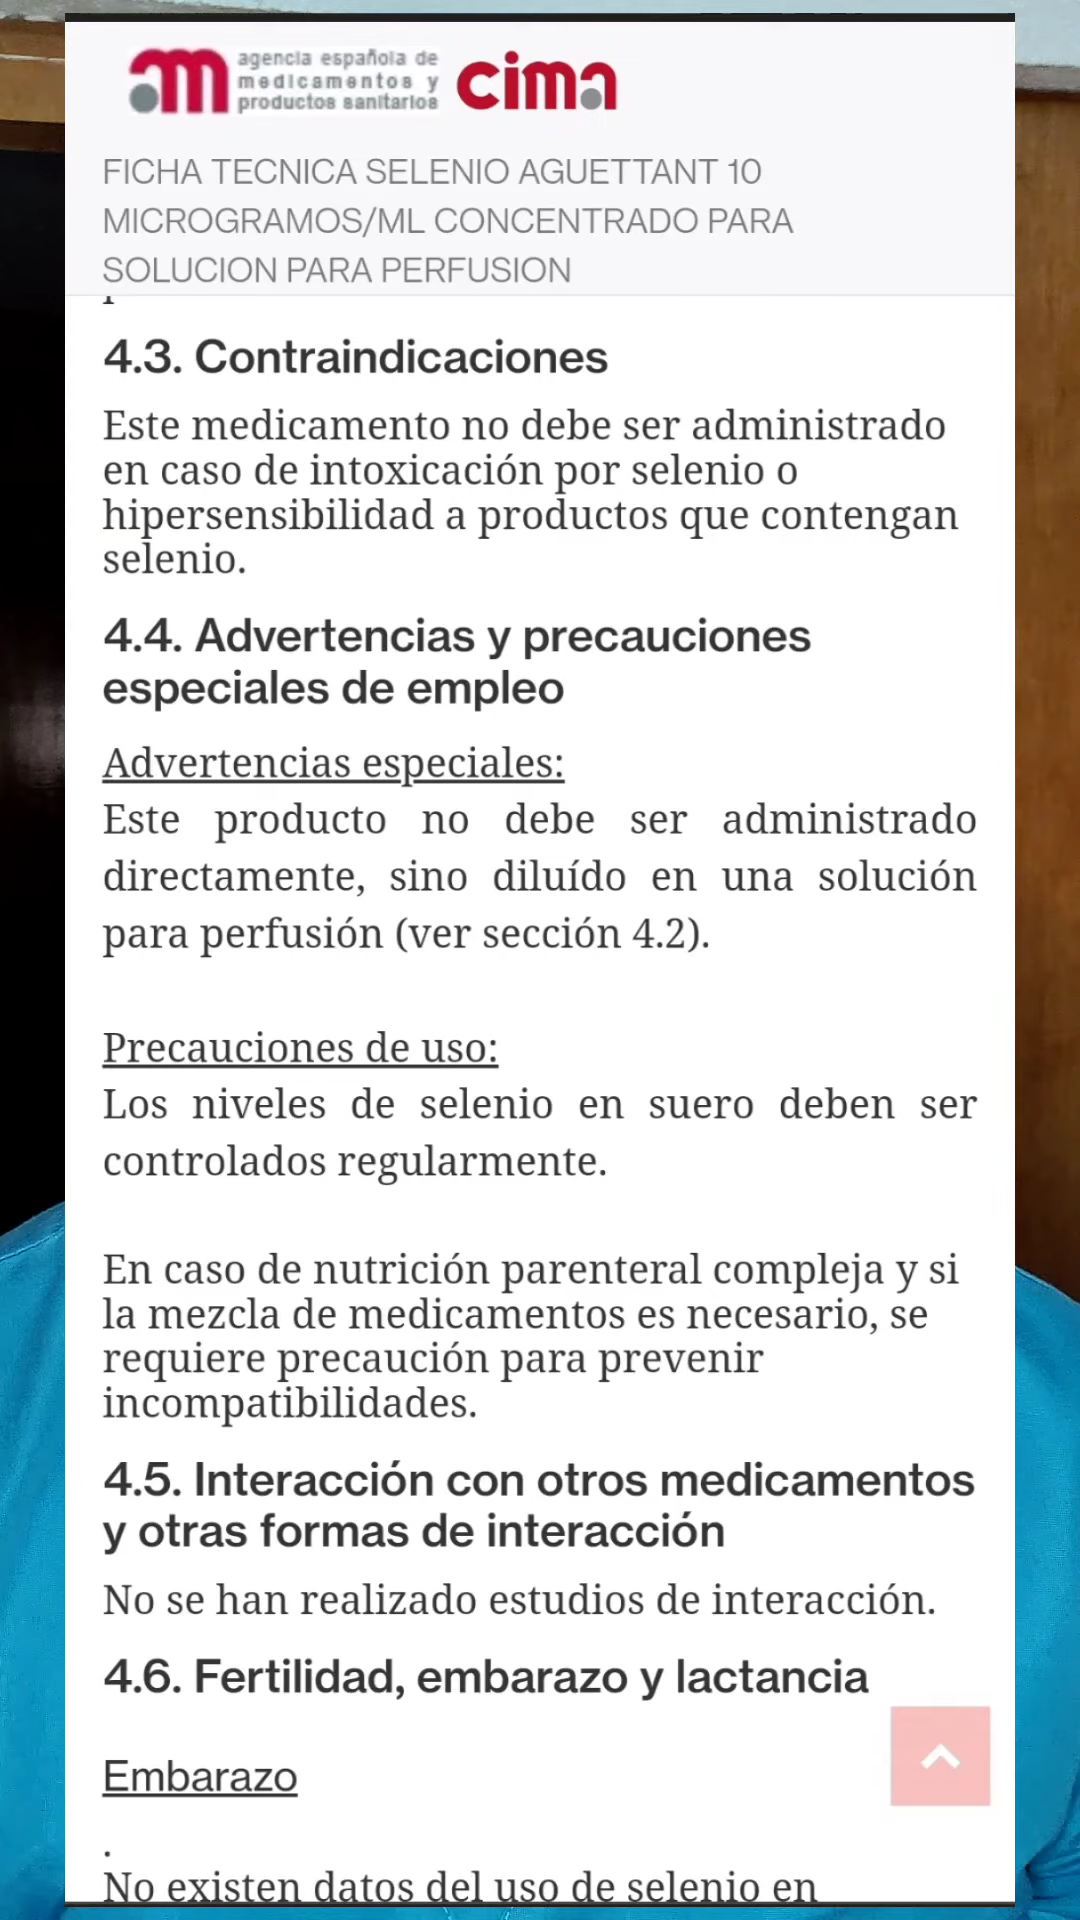 agencia española de
medicamentos y
productos sanitarios
cima
FICHA TECNICA SELENIO AGUETTANT 10
MICROGRAMOS/ML CONCENTRADO PARA
SOLUCION PARA PERFUSION
4.3. Contraindicaciones
Este medicamento no debe ser administrado
en caso de intoxicación por selenio o
hipersensibilidad a productos que contengan
selenio.
4.4. Advertencias y precauciones
especiales de empleo
Advertencias especiales:
Este producto no debe ser administrado
directamente, sino diluído en una solución
para perfusión (ver sección 4.2).
Precauciones de uso:
Los niveles de selenio en suero deben ser
controlados regularmente.
En caso de nutrición parenteral compleja y si
la mezcla de medicamentos es necesario, se
requiere precaución para prevenir
incompatibilidades.
4.5. Interacción con otros medicamentos
y otras formas de interacción
No se han realizado estudios de interacción.
4.6. Fertilidad, embarazo y lactancia
Embarazo
.
No existen datos del uso de selenio en